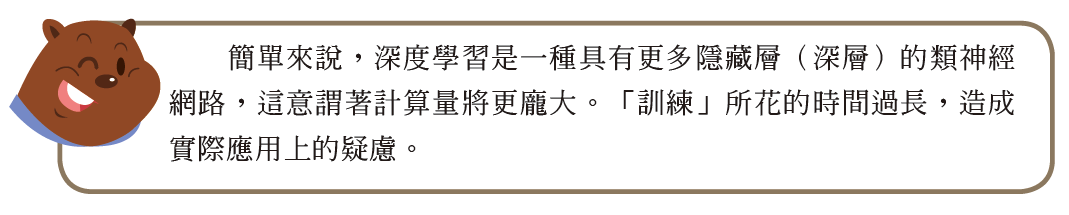 簡單來說，深度學習是一種具有更多隱藏層（深層）的類神經
網路，這意謂著計算量將更龐大。「訓練」所花的時間過長，造成
實際應用上的疑慮。